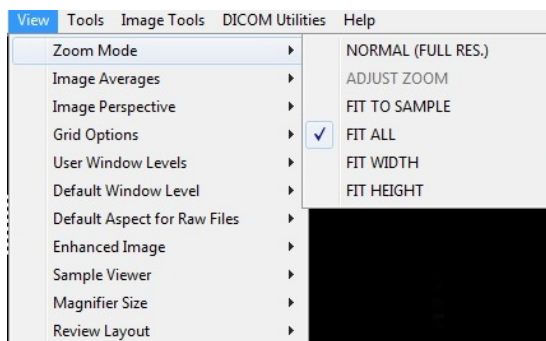 View Tools Image Tools DICOM Utilities Help
Zoom Mode
Image Averages
Image Perspective
Grid Options
User Window Levels
Default Window Level
Default Aspect for Raw Files
Enhanced Image
Sample Viewer
Magnifier Size
Review Layout
NORMAL (FULL RES.)
ADJUST ZOOM
FIT TO SAMPLE
FIT ALL
FIT WIDTH
FIT HEIGHT